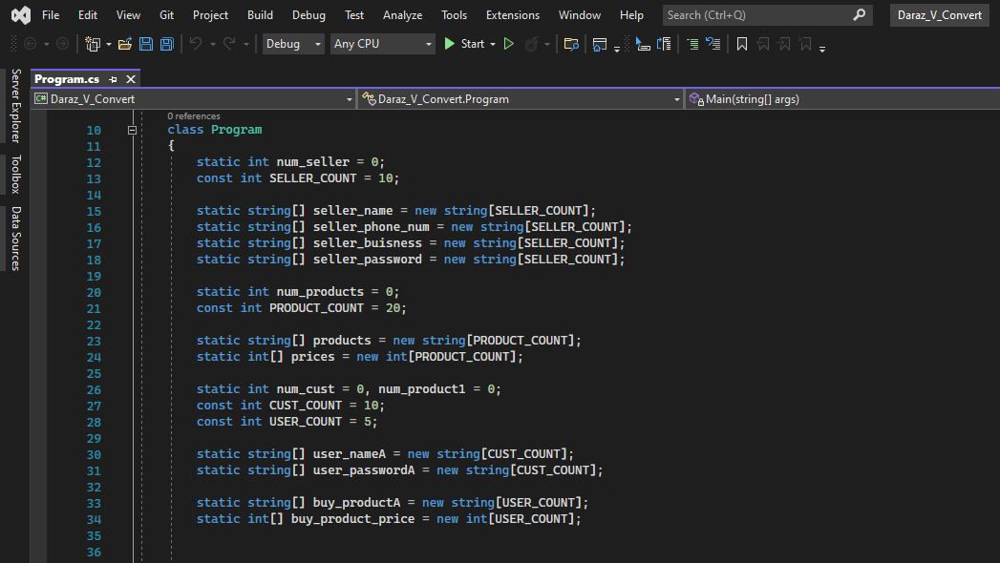 File Edit View Git Project Build Debug Test Analyze Tools Extensions Window Help Search (Ctrl+Q) Daraz_V_Convert
Debug Any CPU Start
Server Explorer
Toolbox
Data Sources
Program.cs
C# Daraz_V_Convert Daraz_V_Convert.Program Main(string[] args)
0 references
10 class Program
11 {
12 static int num_seller = 0;
13 const int SELLER_COUNT = 10;
14
15 static string[] seller_name = new string[SELLER_COUNT];
16 static string[] seller_phone_num = new string[SELLER_COUNT];
17 static string[] seller_buisness = new string[SELLER_COUNT];
18 static string[] seller_password = new string[SELLER_COUNT];
19
20 static int num_products = 0;
21 const int PRODUCT_COUNT = 20;
22
23 static string[] products = new string[PRODUCT_COUNT];
24 static int[] prices = new int[PRODUCT_COUNT];
25
26 static int num_cust = 0, num_product1 = 0;
27 const int CUST_COUNT = 10;
28 const int USER_COUNT = 5;
29
30 static string[] user_nameA = new string[CUST_COUNT];
31 static string[] user_passwordA = new string[CUST_COUNT];
32
33 static string[] buy_productA = new string[USER_COUNT];
34 static int[] buy_product_price = new int[USER_COUNT];
35
36